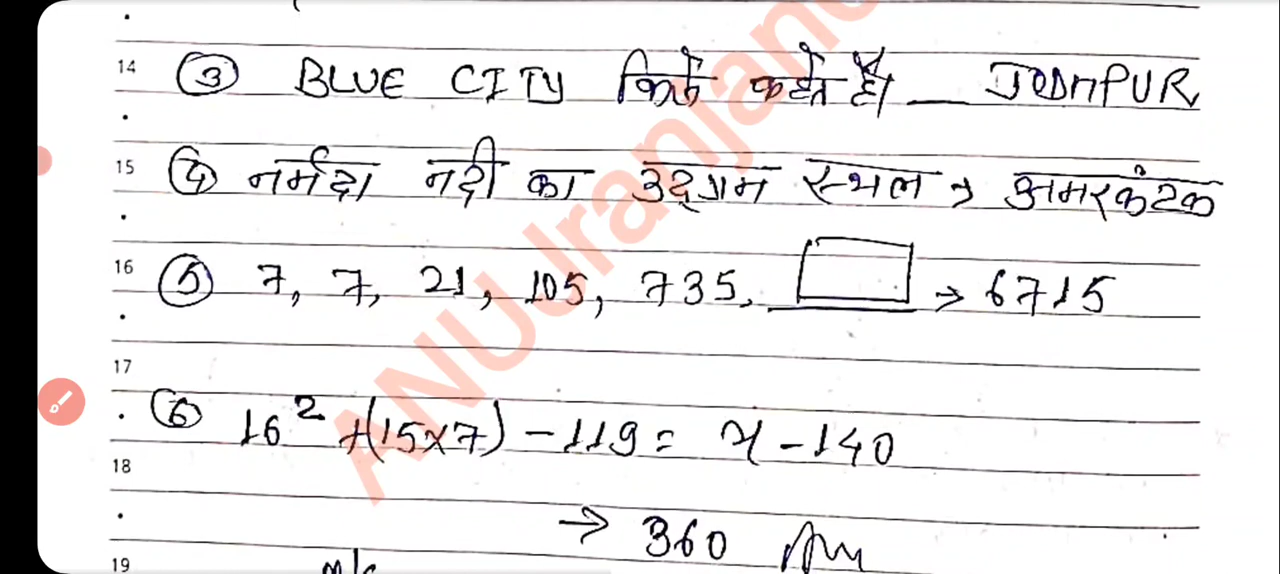 14 ③ BLUE CITY किसे कहते हैं _ JODHPUR
15 ④ नर्मदा नदी का उद्गम स्थल → अमरकंटक
16 ⑤ 7, 7, 21, 105, 735, → 6715
17
⑥ 16² + (15×7) - 119 = x - 140
18
→ 360 Ans
19
ANUJranjan